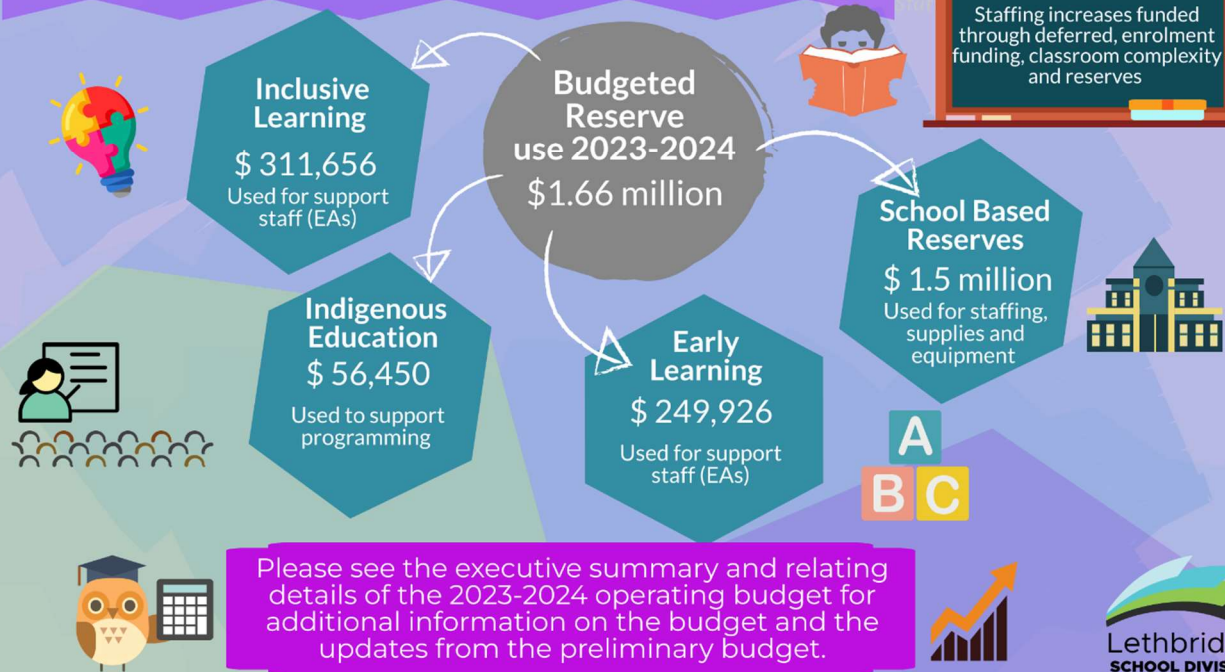 Staffing increases funded
through deferred, enrolment
funding, classroom complexity
and reserves
Budgeted
Reserve
use 2023-2024
$1.66 million
Inclusive
Learning
$ 311,656
Used for support
staff (EAs)
School Based
Reserves
$ 1.5 million
Used for staffing,
supplies and
equipment
Indigenous
Education
$ 56,450
Used to support
programming
Early
Learning
$ 249,926
Used for support
staff (EAs)
A
B C
Please see the executive summary and relating
details of the 2023-2024 operating budget for
additional information on the budget and the
updates from the preliminary budget.
Lethbrid
SCHOOL DIVIS